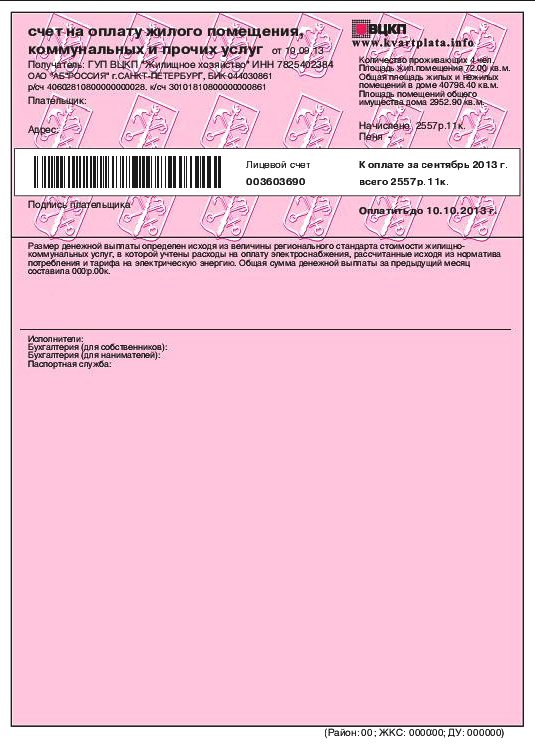 счет на оплату жилого помещения,
коммунальных и прочих услуг от 19.09.13
Получатель: ГУП ВЦКП "Жилищное хозяйство" ИНН 7825402384
ОАО "АБ"РОССИЯ" г.САНКТ-ПЕТЕРБУРГ, БИК 044030861
р/сч 40602810800000000028. к/сч 30101810800000000861
Плательщик:
Адрес:
ВЦКП
www.kvartplata.info
Количество проживающих 4 чел.
Площадь жил.помещения 72.00 кв.м.
Общая площадь жилых и нежилых
помещений в доме 40798.40 кв.м.
Площадь помещений общего
имущества дома 2952.90 кв.м.
Начислено 2557р.11к.
Пеня -
Лицевой счет
003603690
К оплате за сентябрь 2013 г.
всего 2557р. 11к.
Подпись плательщика
Оплатить до 10.10.2013 г.
Размер денежной выплаты определен исходя из величины регионального стандарта стоимости жилищно-
коммунальных услуг, в которой учтены расходы на оплату электроснабжения, рассчитанные исходя из норматива
потребления и тарифа на электрическую энергию. Общая сумма денежной выплаты за предыдущий месяц
составила 000р.00к.
Исполнители:
Бухгалтерия (для собственников):
Бухгалтерия (для нанимателей):
Паспортная служба:
(Район: 00; ЖКС: 000000; ДУ: 000000)